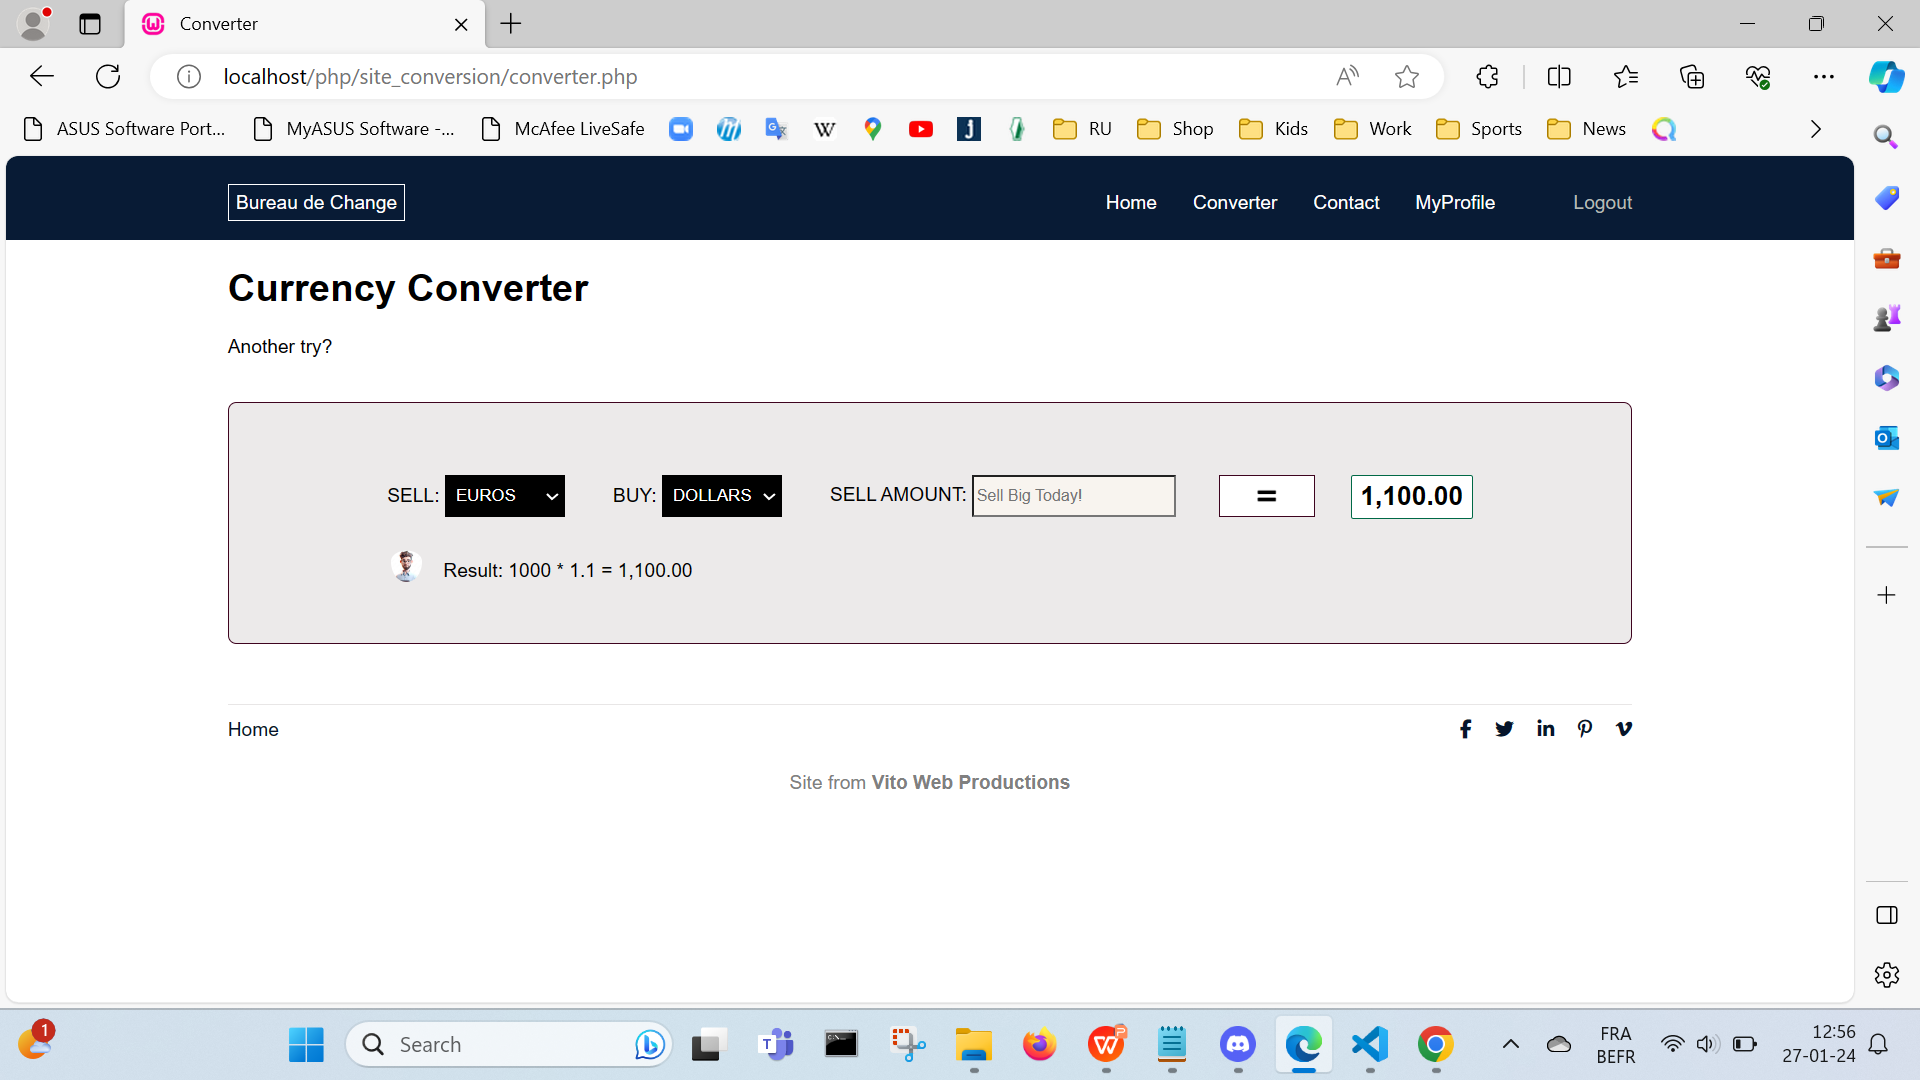 Converter
localhost/php/site_conversion/converter.php
ASUS Software Port... MyASUS Software -... McAfee LiveSafe RU Shop Kids Work Sports News
Bureau de Change Home Converter Contact MyProfile Logout
Currency Converter
Another try?
SELL: EUROS BUY: DOLLARS SELL AMOUNT: Sell Big Today! = 1,100.00
Result: 1000 * 1.1 = 1,100.00
Home
Site from Vito Web Productions
1 Search FRA 12:56
BEFR 27-01-24